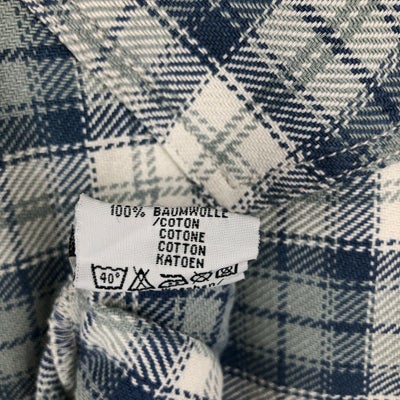 100% BAUMWOLLE
/COTON
COTONE
COTTON
KATOEN
40°